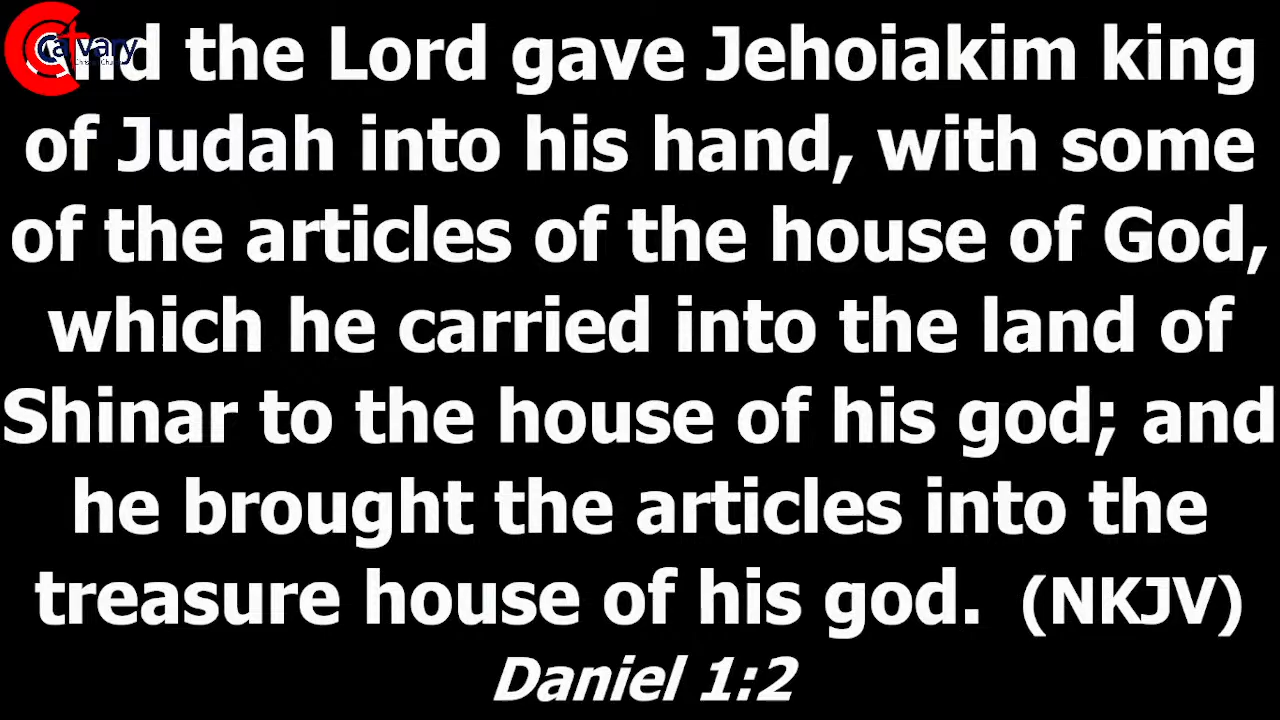 and the Lord gave Jehoiakim king
of Judah into his hand, with some
of the articles of the house of God,
which he carried into the land of
Shinar to the house of his god; and
he brought the articles into the
treasure house of his god. (NKJV)
Daniel 1:2